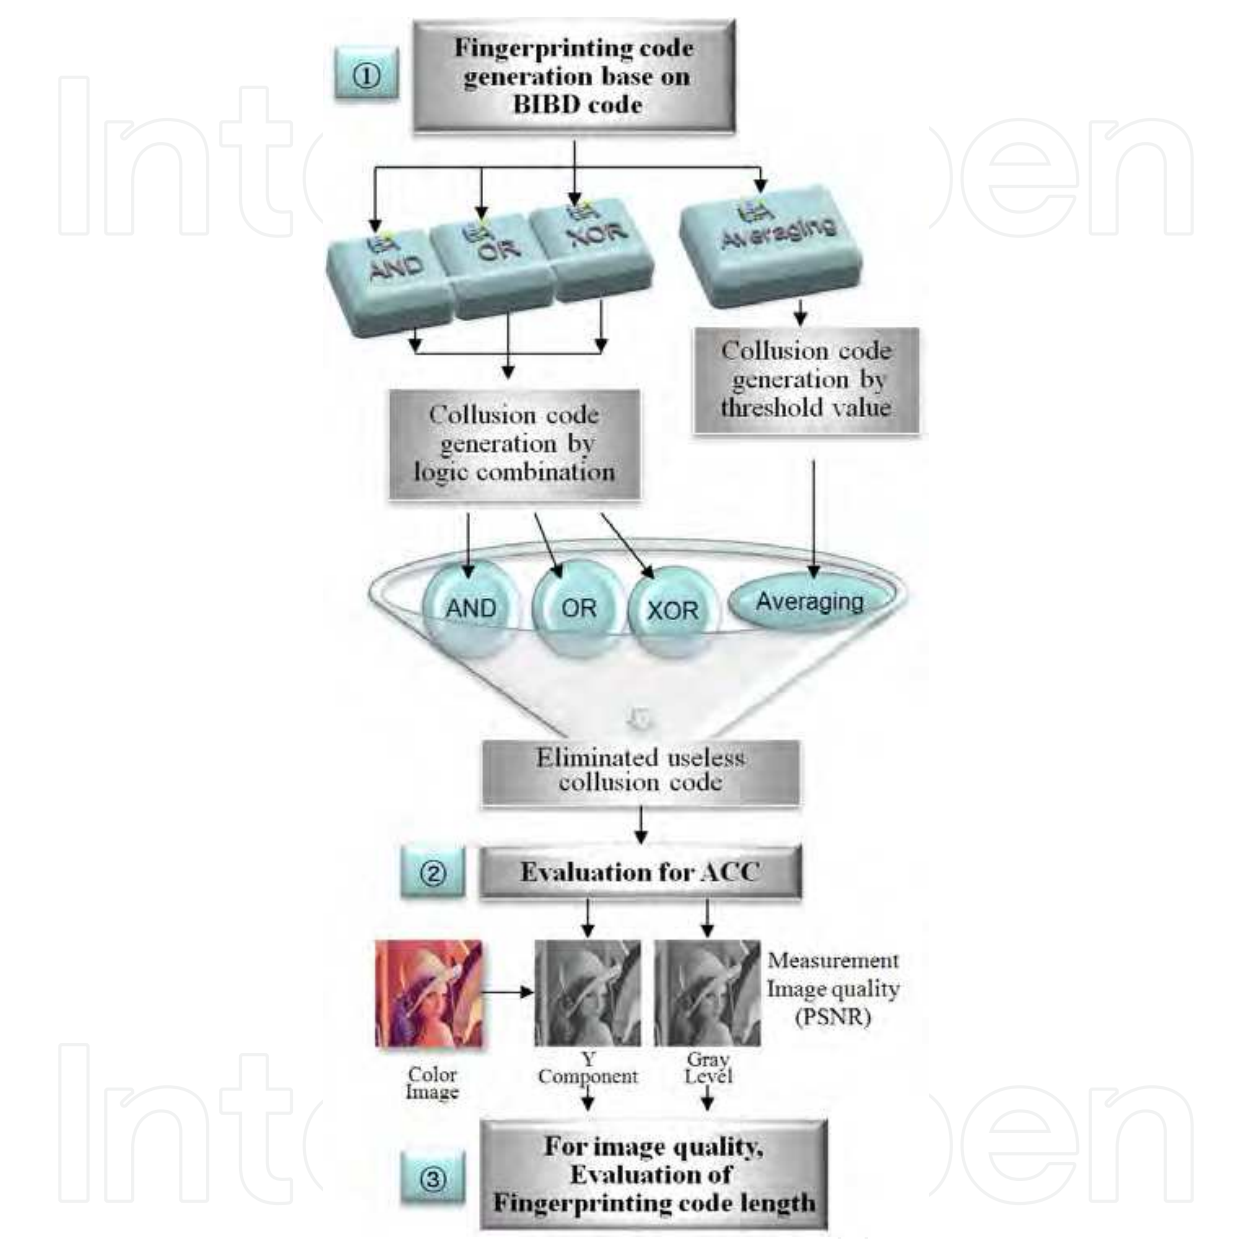 ①
Fingerprinting code
generation base on
BIBD code
AND
OR
XOR
Averaging
Collusion code
generation by
threshold value
Collusion code
generation by
logic combination
AND
OR
XOR
Averaging
Eliminated useless
collusion code
②
Evaluation for ACC
Measurement
Image quality
(PSNR)
Color
Image
Y
Component
Gray
Level
③
For image quality,
Evaluation of
Fingerprinting code length